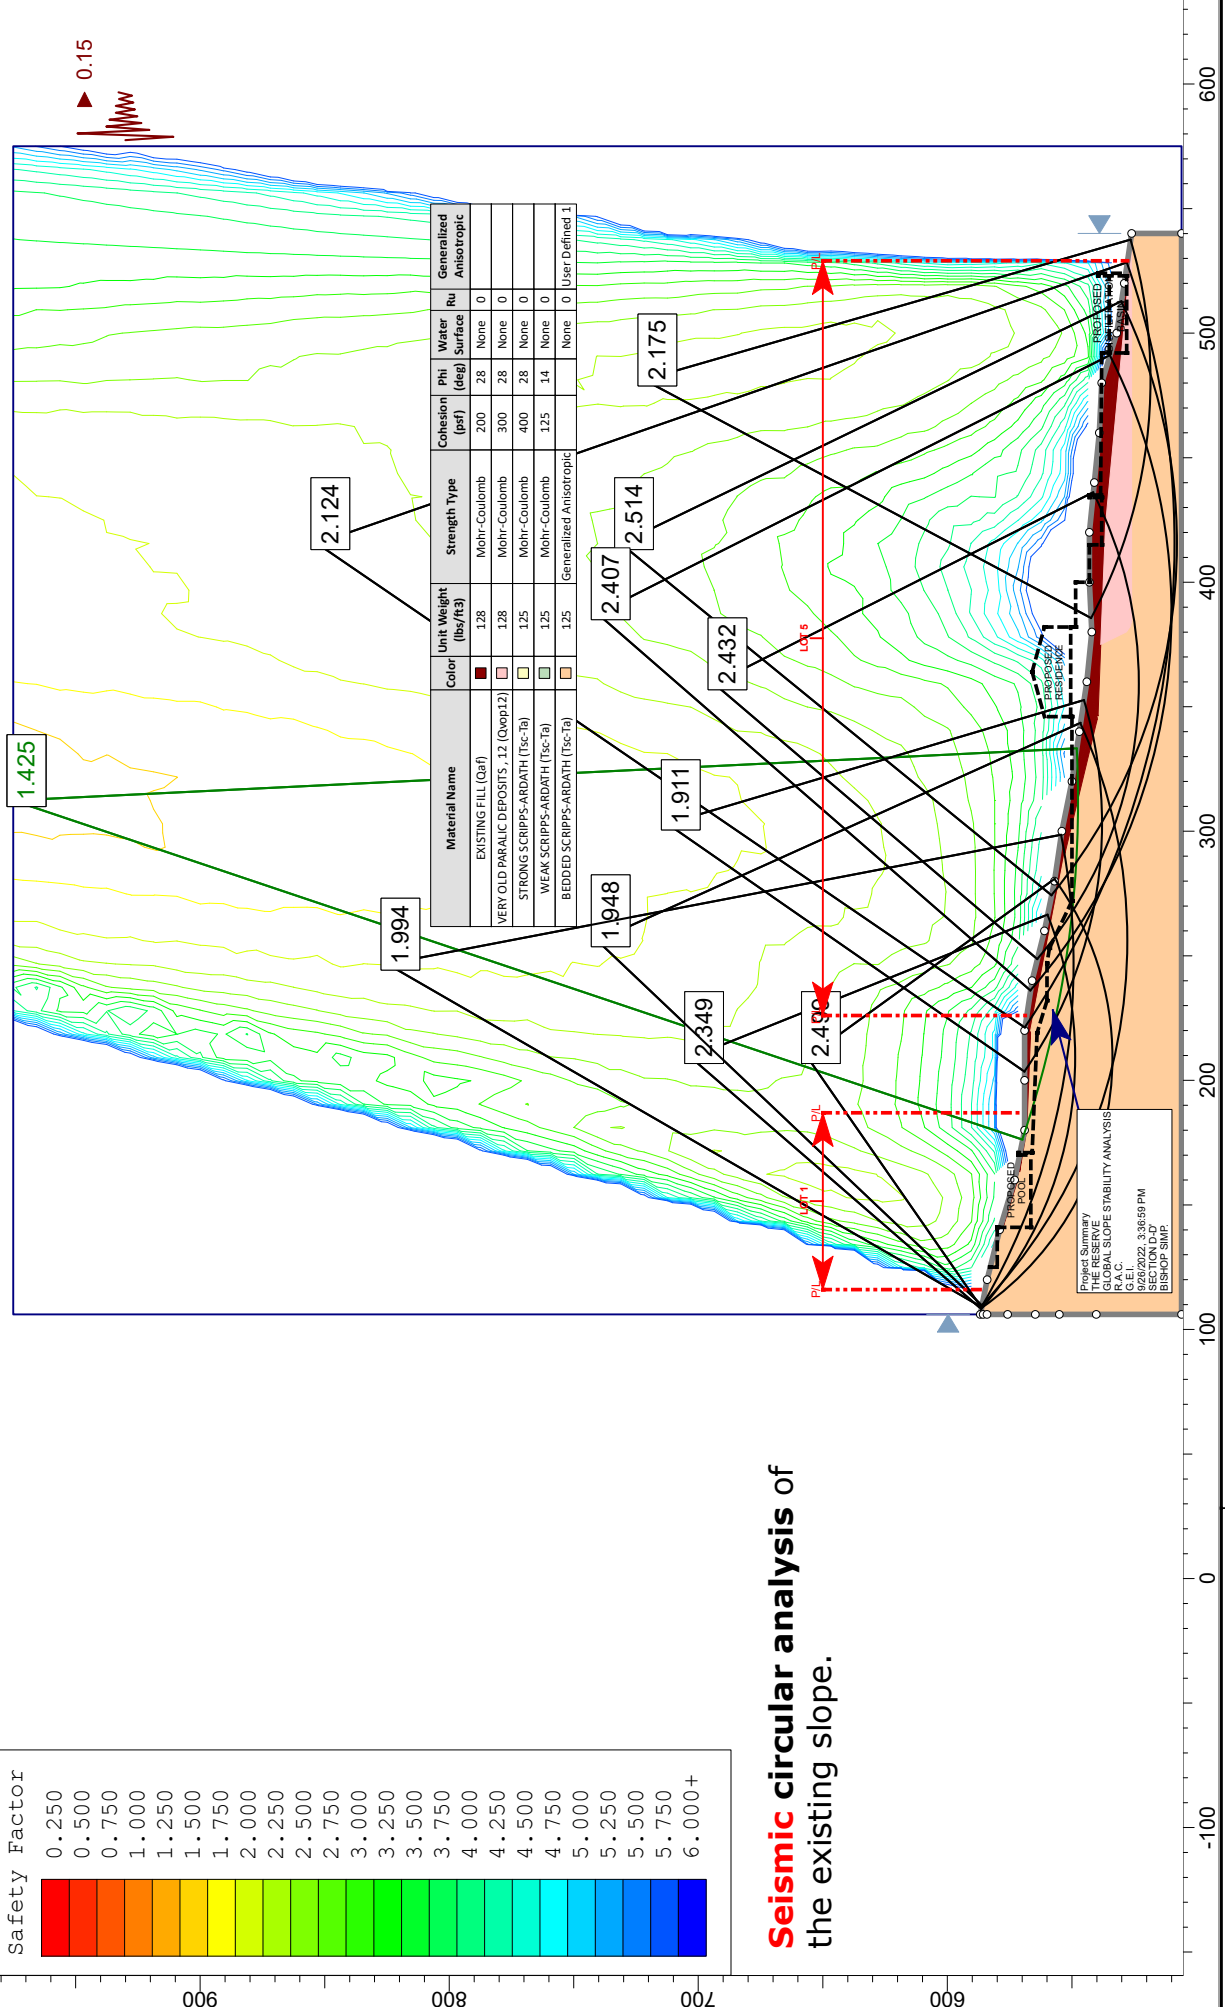 Safety Factor
0.250
0.500
0.750
1.000
1.250
1.500
1.750
2.000
2.250
2.500
2.750
3.000
3.250
3.500
3.750
4.000
4.250
4.500
4.750
5.000
5.250
5.500
5.750
6.000+
1.425
0.15
2.124
1.994
2.175
2.514
2.407
2.432
1.911
1.948
2.349
Material Name Color Unit Weight (lbs/ft3) Strength Type Cohesion (psf) Phi (deg) Water Surface Ru Generalized Anisotropic
EXISTING FILL (Qaf) 128 Mohr-Coulomb 200 28 None 0
VERY OLD PARALIC DEPOSITS, 12 (Qvop12) 128 Mohr-Coulomb 300 28 None 0
STRONG SCRIPPS-ARDATH (Tsc-Ta) 125 Mohr-Coulomb 400 28 None 0
WEAK SCRIPPS-ARDATH (Tsc-Ta) 125 Mohr-Coulomb 125 14 None 0
BEDDED SCRIPPS-ARDATH (Tsc-Ta) 125 Generalized Anisotropic None 0 User Defined 1
P/L
LOT 1
P/L
LOT 5
P/L
PROPOSED
POOL
PROPOSED
RESIDENCE
PROPOSED
BASIN
Project Summary
THE RESERVE
GLOBAL SLOPE STABILITY ANALYSIS
R.A.C.
G.E.I.
9/26/2022, 3:36:59 PM
SECTION D-D'
BISHOP SIMP.
Seismic circular analysis of
the existing slope.
900
800
700
600
-100
0
100
200
300
400
500
600